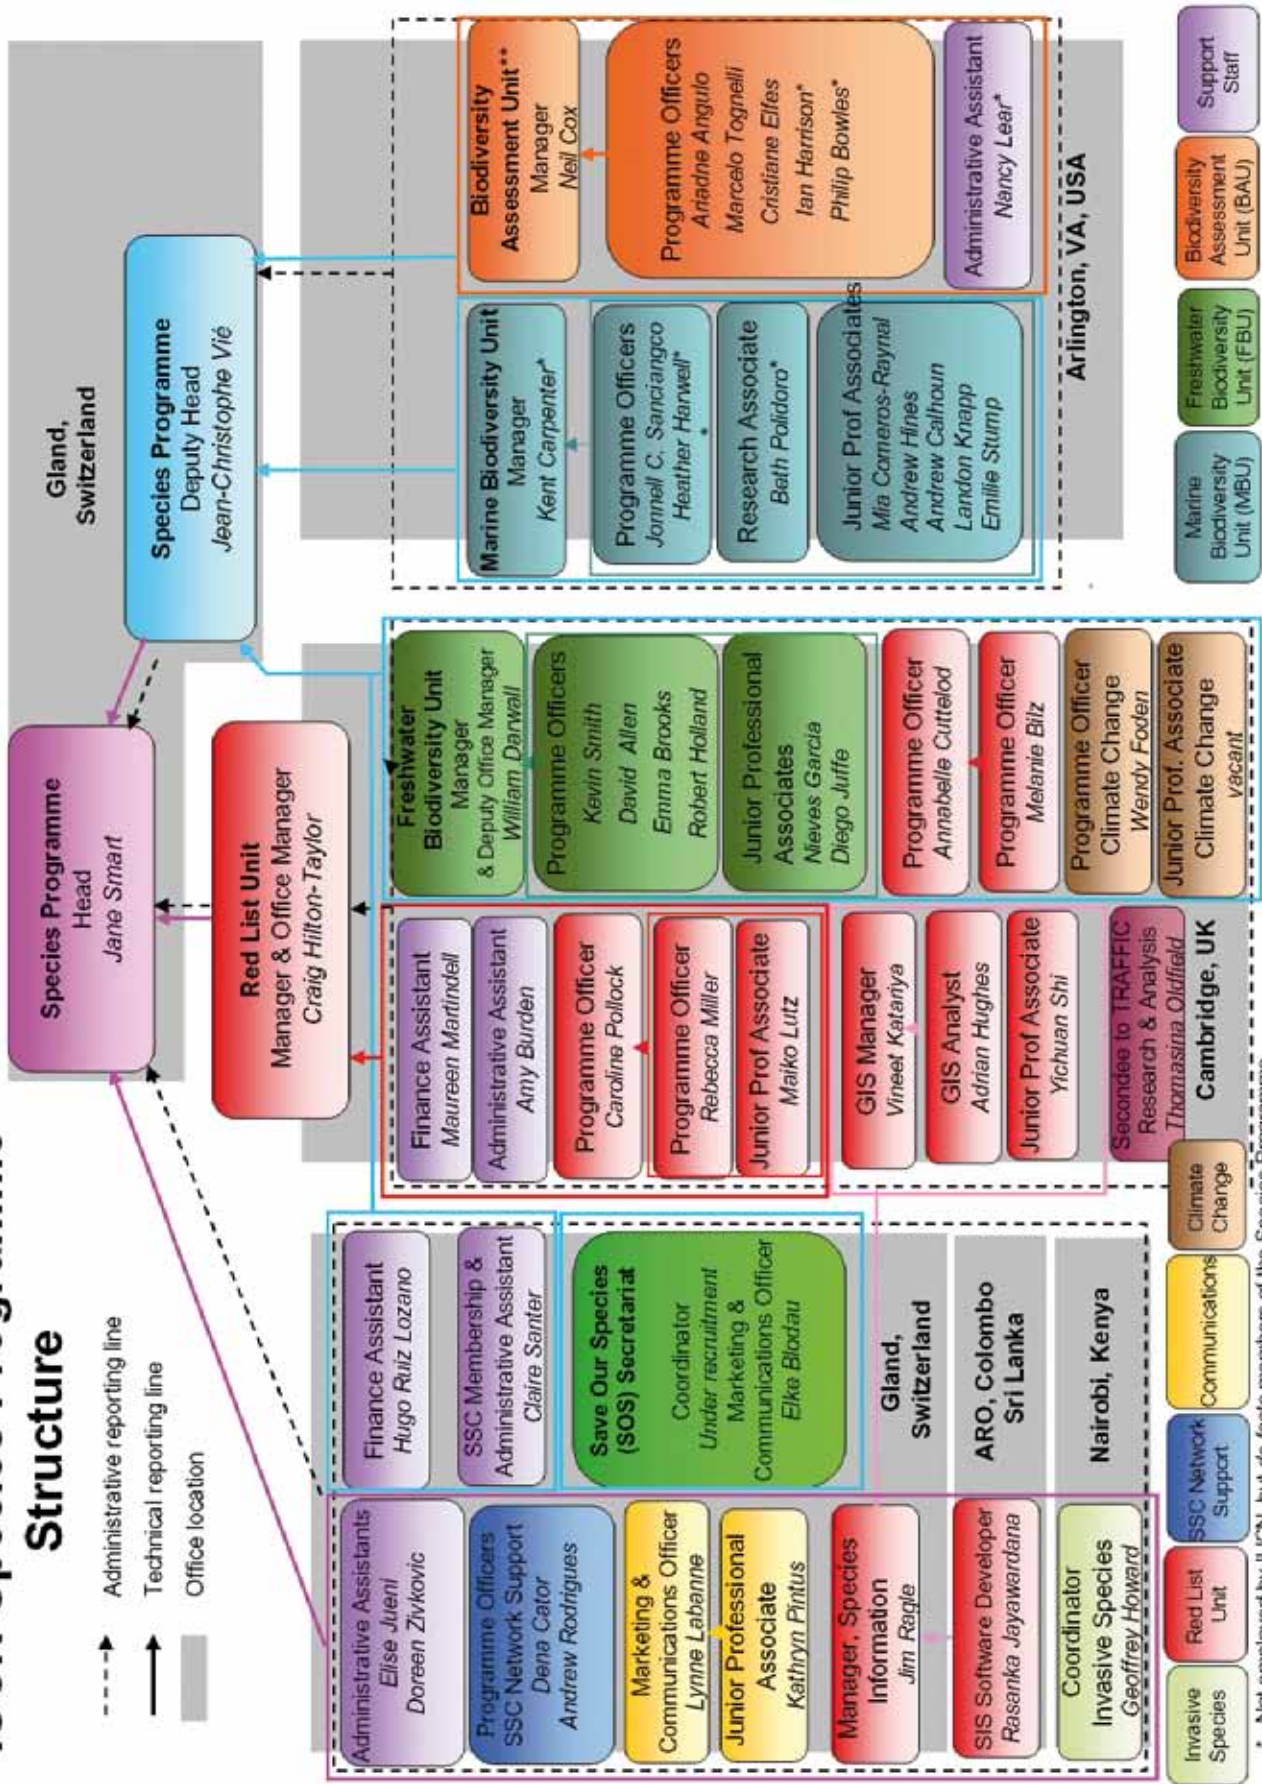 Structure
Administrative reporting line
Technical reporting line
Office location
Species Programme
Head
Jane Smart
Gland,
Switzerland
Species Programme
Deputy Head
Jean-Christophe Vié
Red List Unit
Manager & Office Manager
Craig Hilton-Taylor
Administrative Assistants
Elise Jueni
Doreen Zivkovic
Programme Officers
SSC Network Support
Dena Cator
Andrew Rodrigues
Marketing &
Communications Officer
Lynne Labanne
Junior Professional
Associate
Kathryn Pintus
Manager, Species
Information
Jim Ragle
SIS Software Developer
Rasanka Jayawardana
Coordinator
Invasive Species
Geoffrey Howard
Finance Assistant
Hugo Ruiz Lozano
SSC Membership &
Administrative Assistant
Claire Santer
Save Our Species
(SOS) Secretariat
Coordinator
Under recruitment
Marketing &
Communications Officer
Elke Blodau
Gland,
Switzerland
ARO, Colombo
Sri Lanka
Nairobi, Kenya
Finance Assistant
Maureen Martindell
Administrative Assistant
Amy Burden
Programme Officer
Caroline Pollock
Programme Officer
Rebecca Miller
Junior Prof Associate
Maiko Lutz
GIS Manager
Vineet Katariya
GIS Analyst
Adrian Hughes
Junior Prof Associate
Yichuan Shi
Secondee to TRAFFIC
Research & Analysis
Thomasina Oldfield
Cambridge, UK
Freshwater
Biodiversity Unit
Manager
& Deputy Office Manager
William Darwall
Programme Officers
Kevin Smith
David Allen
Emma Brooks
Robert Holland
Junior Professional
Associates
Nieves Garcia
Diego Juffe
Programme Officer
Annabelle Cuttelod
Programme Officer
Melanie Bilz
Programme Officer
Climate Change
Wendy Foden
Junior Prof. Associate
Climate Change
vacant
Marine Biodiversity Unit
Manager
Kent Carpenter*
Programme Officers
Jonnell C. Sanciangco
Heather Harwell*
*
Research Associate
Beth Polidoro*
Junior Prof Associates
Mia Comeros-Raynal
Andrew Hines
Andrew Calhoun
Landon Knapp
Emilie Stump
Biodiversity
Assessment Unit**
Manager
Neil Cox
Programme Officers
Ariadne Angulo
Marcelo Tognelli
Cristiane Elfes
Ian Harrison*
Philip Bowles*
Administrative Assistant
Nancy Lear*
Arlington, VA, USA
Invasive
Species
Red List
Unit
SSC Network
Support
Communications
Climate
Change
Marine
Biodiversity
Unit (MBU)
Freshwater
Biodiversity
Unit (FBU)
Biodiversity
Assessment
Unit (BAU)
Support
Staff